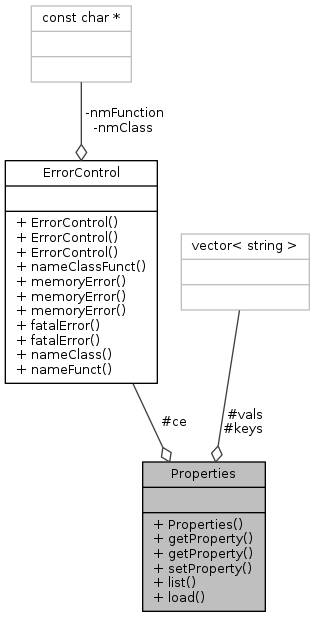 const char *
-nmFunction
-nmClass
ErrorControl
+ ErrorControl()
+ ErrorControl()
+ ErrorControl()
+ nameClassFunct()
+ memoryError()
+ memoryError()
+ memoryError()
+ fatalError()
+ fatalError()
+ nameClass()
+ nameFunct()
vector< string >
#ce
#vals
#keys
Properties
+ Properties()
+ getProperty()
+ getProperty()
+ setProperty()
+ list()
+ load()